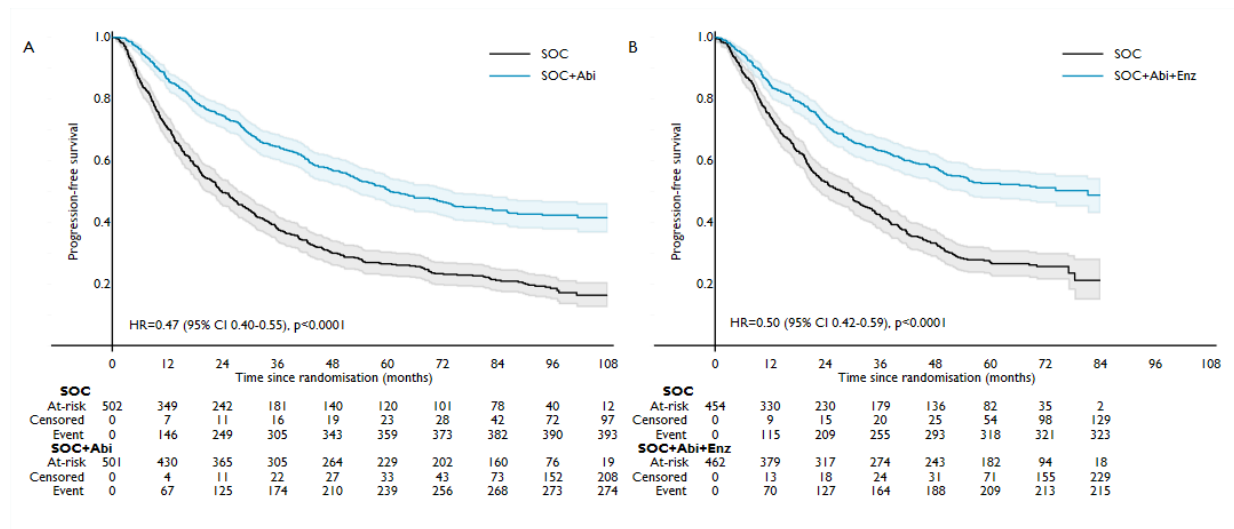 A
Progression-free survival
1.0
0.8
0.6
0.4
0.2
SOC
SOC+Abi
HR=0.47 (95% CI 0.40-0.55), p<0.0001
0 12 24 36 48 60 72 84 96 108
Time since randomisation (months)
SOC
At-risk 502 349 242 181 140 120 101 78 40 12
Censored 0 7 11 16 19 23 28 42 72 97
Event 0 146 249 305 343 359 373 382 390 393
SOC+Abi
At-risk 501 430 365 305 264 229 202 160 76 19
Censored 0 4 11 22 27 33 43 73 152 208
Event 0 67 125 174 210 239 256 268 273 274
B
Progression-free survival
1.0
0.8
0.6
0.4
0.2
SOC
SOC+Abi+Enz
HR=0.50 (95% CI 0.42-0.59), p<0.0001
0 12 24 36 48 60 72 84 96 108
Time since randomisation (months)
SOC
At-risk 454 330 230 179 136 82 35 2
Censored 0 9 15 20 25 54 98 129
Event 0 115 209 255 293 318 321 323
SOC+Abi+Enz
At-risk 462 379 317 274 243 182 94 18
Censored 0 13 18 24 31 71 155 229
Event 0 70 127 164 188 209 213 215